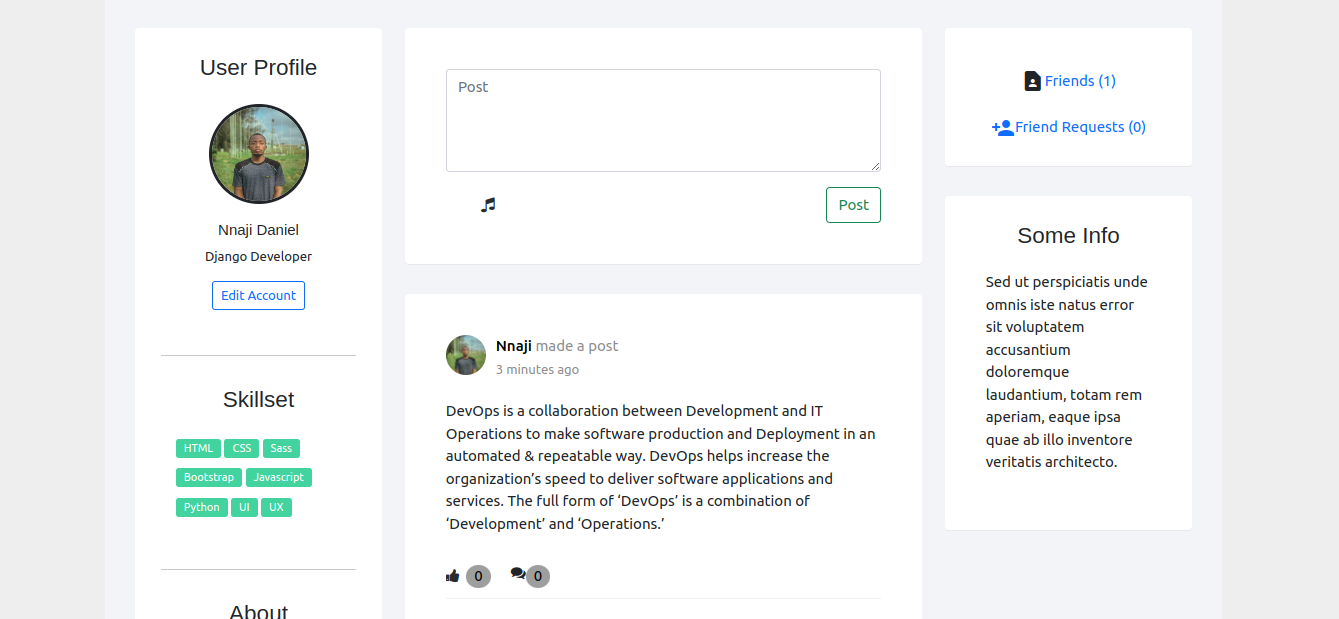 User Profile
Nnaji Daniel
Django Developer
Edit Account
Skillset
HTML CSS Sass
Bootstrap Javascript
Python UI UX
About
Post
Post
Nnaji made a post
3 minutes ago
DevOps is a collaboration between Development and IT
Operations to make software production and Deployment in an
automated & repeatable way. DevOps helps increase the
organization’s speed to deliver software applications and
services. The full form of ‘DevOps’ is a combination of
‘Development’ and ‘Operations.’
0 0
Friends (1)
Friend Requests (0)
Some Info
Sed ut perspiciatis unde
omnis iste natus error
sit voluptatem
accusantium
doloremque
laudantium, totam rem
aperiam, eaque ipsa
quae ab illo inventore
veritatis architecto.